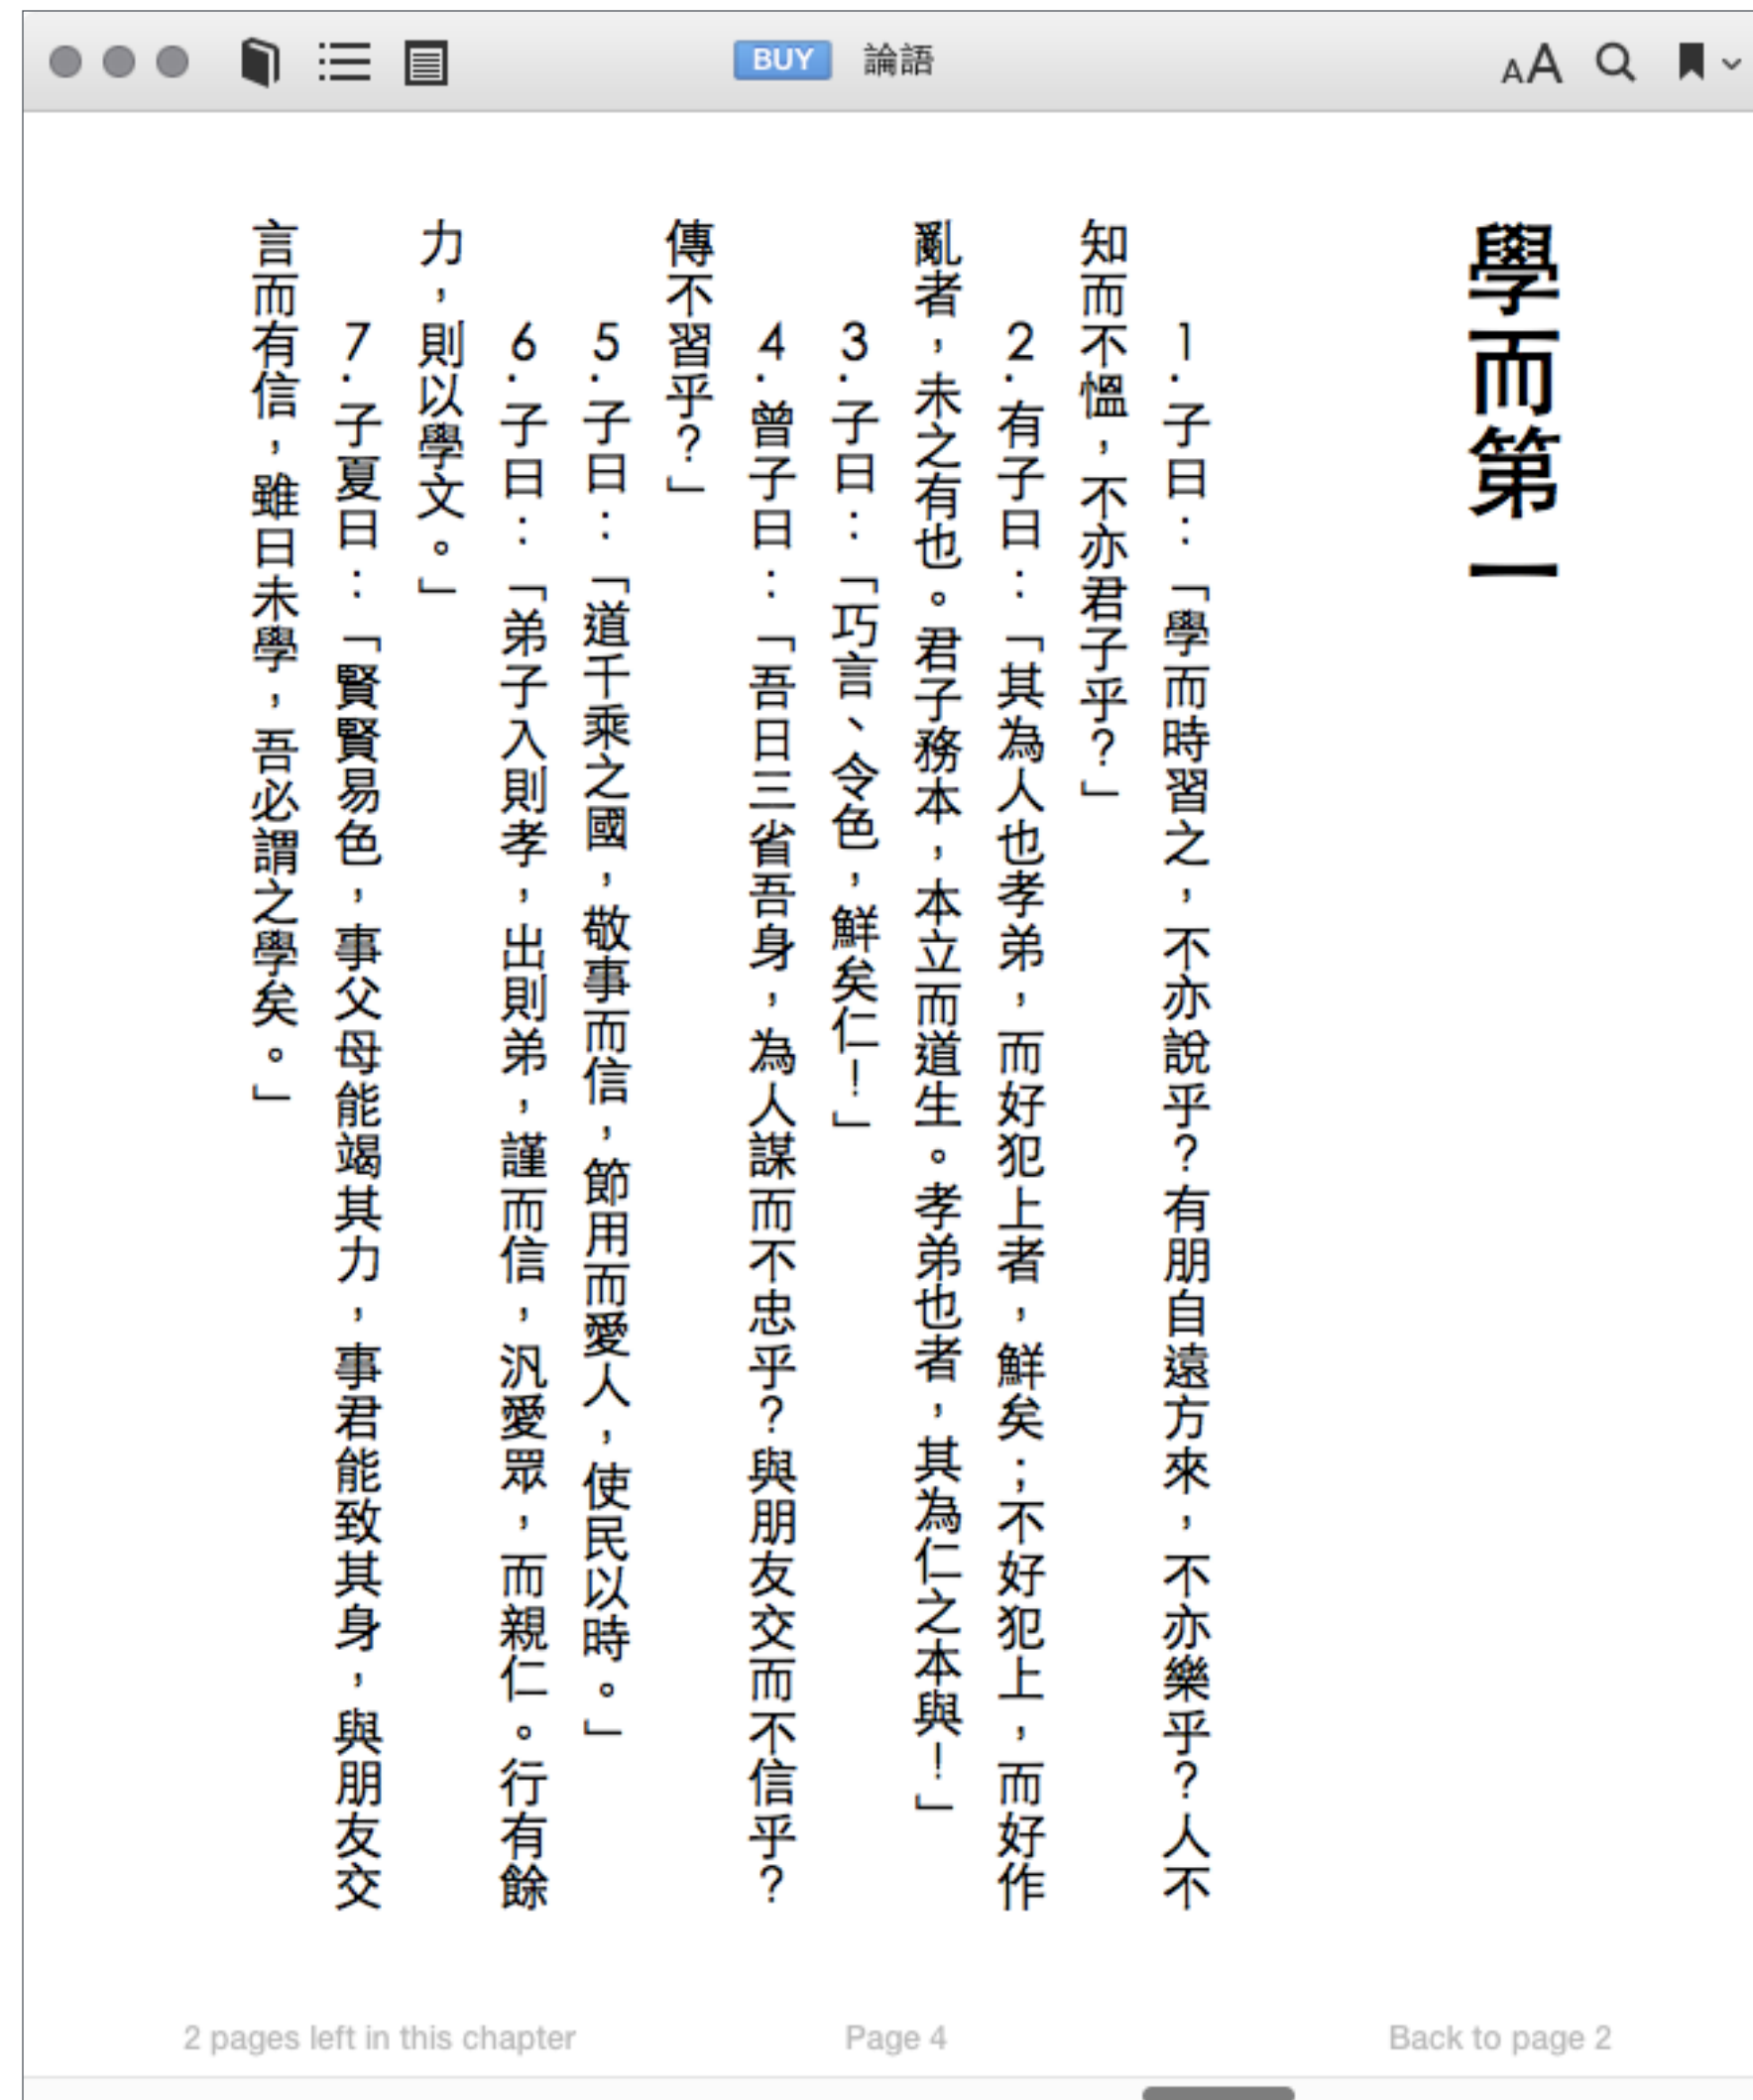 BUY 論語
AA
學而第一
1.子曰：「學而時習之，不亦說乎？有朋自遠方來，不亦樂乎？人不
知而不慍，不亦君子乎？」
2.有子曰：「其為人也孝弟，而好犯上者，鮮矣；不好犯上，而好作
亂者，未之有也。君子務本，本立而道生。孝弟也者，其為仁之本與！」
3.子曰：「巧言、令色，鮮矣仁！」
4.曾子曰：「吾日三省吾身，為人謀而不忠乎？與朋友交而不信乎？
傳不習乎？」
5.子曰：「道千乘之國，敬事而信，節用而愛人，使民以時。」
6.子曰：「弟子入則孝，出則弟，謹而信，汎愛眾，而親仁。行有餘
力，則以學文。」
7.子夏曰：「賢賢易色，事父母能竭其力，事君能致其身，與朋友交
言而有信，雖曰未學，吾必謂之學矣。」
2 pages left in this chapter
Page 4
Back to page 2